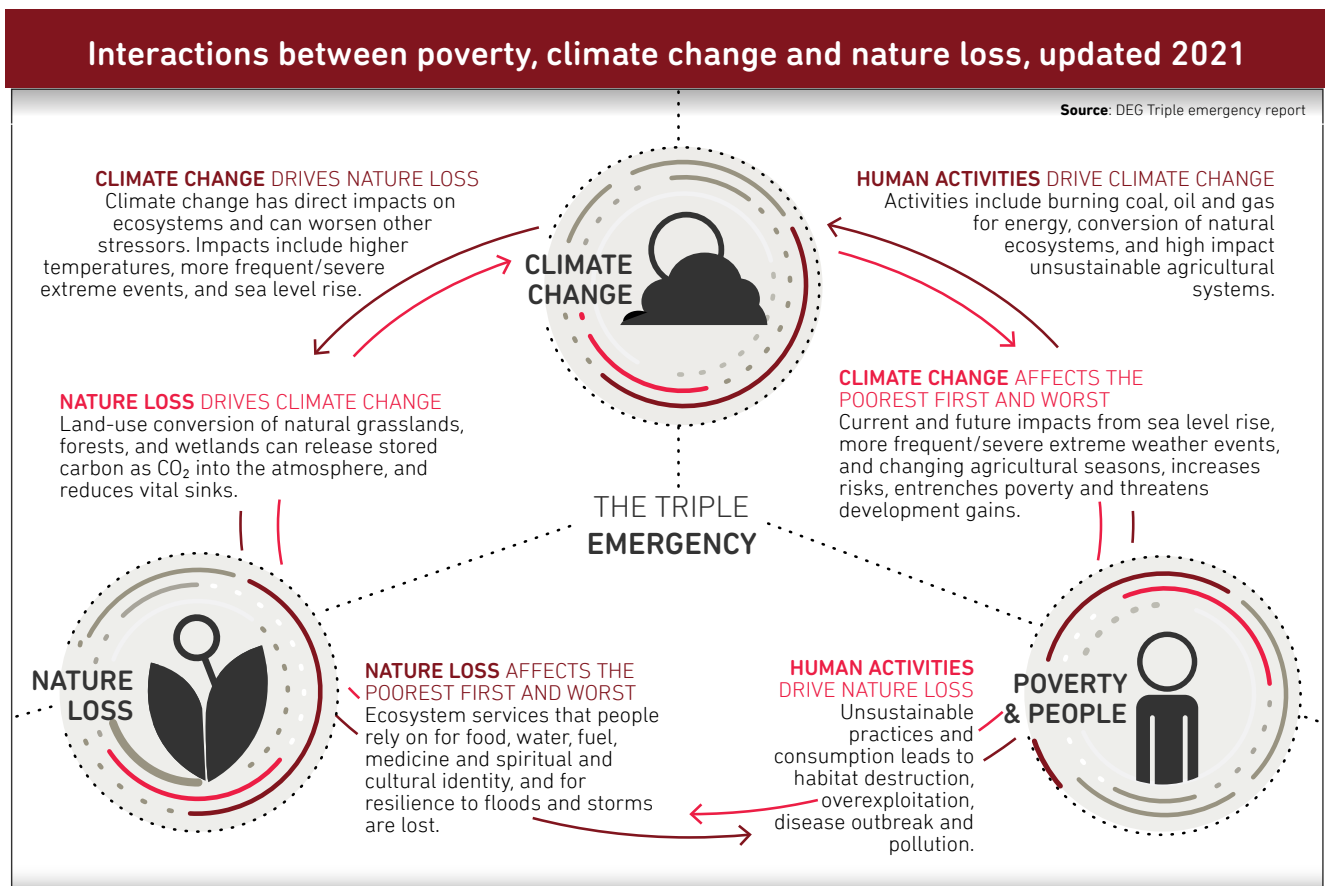 Interactions between poverty, climate change and nature loss, updated 2021
Source: DEG Triple emergency report
CLIMATE CHANGE DRIVES NATURE LOSS
Climate change has direct impacts on
ecosystems and can worsen other
stressors. Impacts include higher
temperatures, more frequent/severe
extreme events, and sea level rise.
CLIMATE
CHANGE
HUMAN ACTIVITIES DRIVE CLIMATE CHANGE
Activities include burning coal, oil and gas
for energy, conversion of natural
ecosystems, and high impact
unsustainable agricultural
systems.
NATURE LOSS DRIVES CLIMATE CHANGE
Land-use conversion of natural grasslands,
forests, and wetlands can release stored
carbon as CO₂ into the atmosphere, and
reduces vital sinks.
CLIMATE CHANGE AFFECTS THE
POOREST FIRST AND WORST
Current and future impacts from sea level rise,
more frequent/severe extreme weather events,
and changing agricultural seasons, increases
risks, entrenches poverty and threatens
development gains.
THE TRIPLE
EMERGENCY
NATURE
LOSS
NATURE LOSS AFFECTS THE
POOREST FIRST AND WORST
Ecosystem services that people
rely on for food, water, fuel,
medicine and spiritual and
cultural identity, and for
resilience to floods and storms
are lost.
HUMAN ACTIVITIES
DRIVE NATURE LOSS
Unsustainable
practices and
consumption leads to
habitat destruction,
overexploitation,
disease outbreak and
pollution.
POVERTY
& PEOPLE